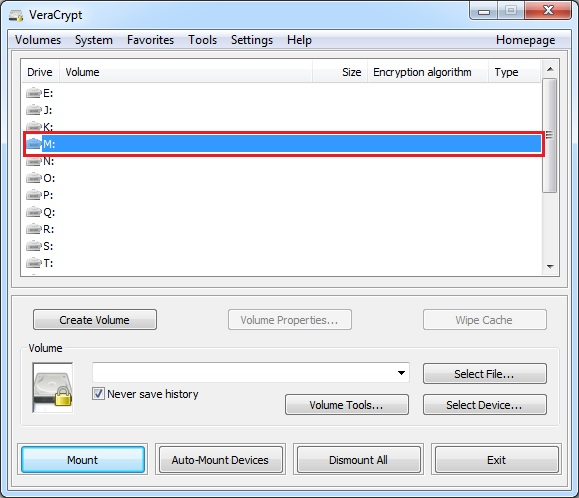 VeraCrypt
Volumes System Favorites Tools Settings Help Homepage
Drive Volume Size Encryption algorithm Type
E:
J:
K:
M:
N:
O:
P:
Q:
R:
S:
T:
Create Volume Volume Properties... Wipe Cache
Volume
Select File...
Never save history
Volume Tools... Select Device...
Mount Auto-Mount Devices Dismount All Exit